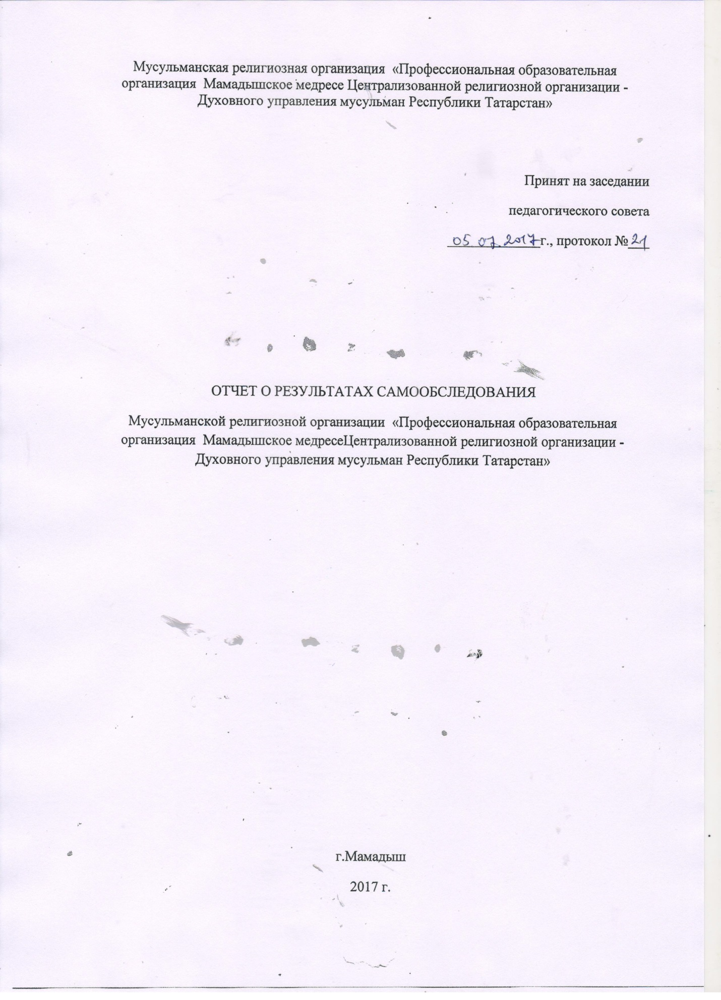 Мусульманская религиозная организация «Профессиональная образовательная
организация Мамадышское медресе Централизованной религиозной организации -
Духовного управления мусульман Республики Татарстан»
Принят на заседании
педагогического совета
05.07.2017г., протокол №21
ОТЧЕТ О РЕЗУЛЬТАТАХ САМООБСЛЕДОВАНИЯ
Мусульманской религиозной организации «Профессиональная образовательная
организация Мамадышское медресеЦентрализованной религиозной организации -
Духовного управления мусульман Республики Татарстан»
г.Мамадыш
2017 г.